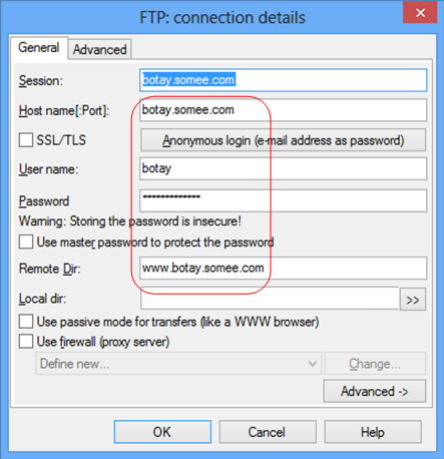 FTP: connection details
General
Advanced
Session:
botay.somee.com
Host name[:Port]:
botay.somee.com
SSL/TLS
Anonymous login (e-mail address as password)
User name:
botay
Password
*************
Warning: Storing the password is insecure!
Use master password to protect the password
Remote Dir:
www.botay.somee.com
Local dir:
>>
Use passive mode for transfers (like a WWW browser)
Use firewall (proxy server)
Define new...
Change...
Advanced ->
OK
Cancel
Help